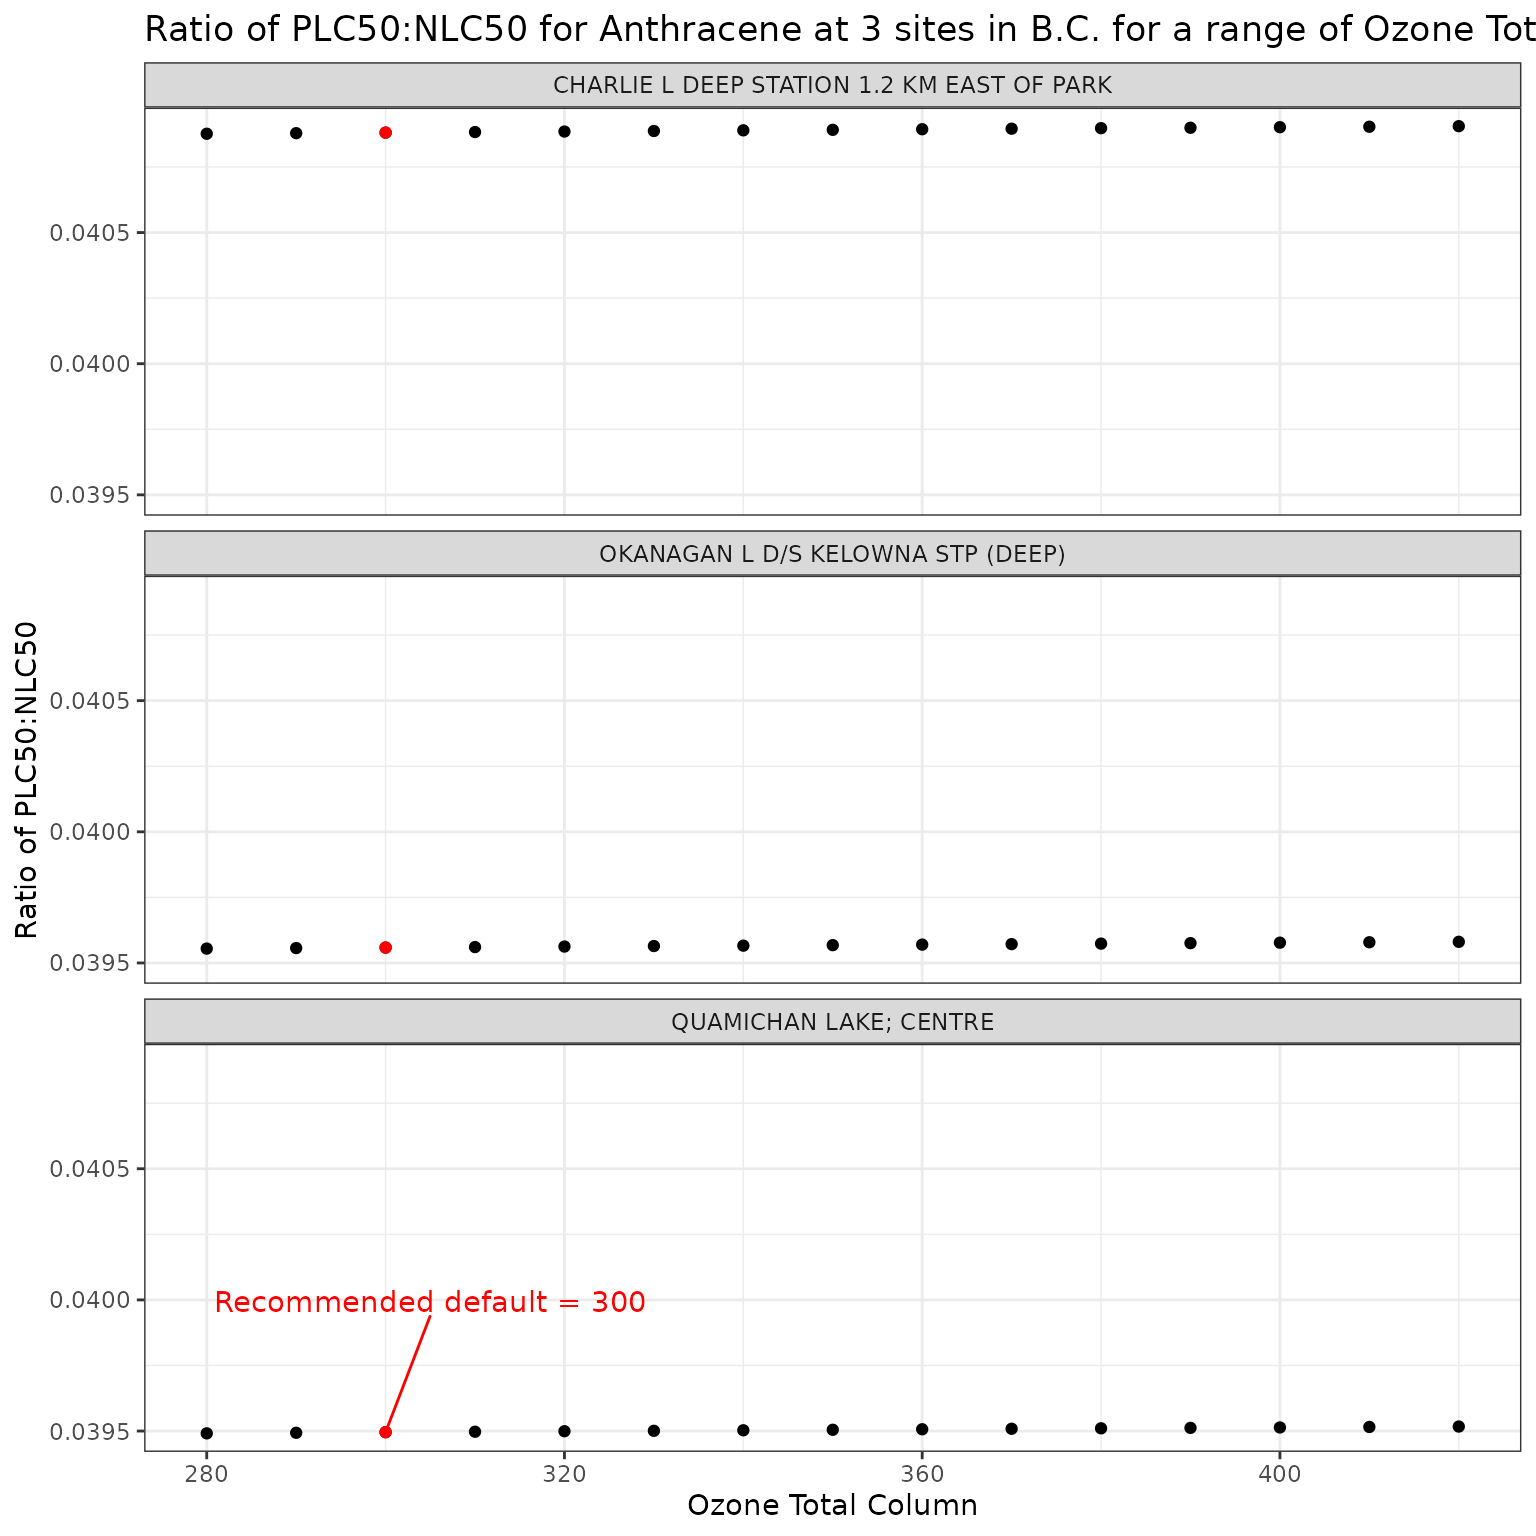 Ratio of PLC50:NLC50 for Anthracene at 3 sites in B.C. for a range of Ozone Tot
CHARLIE L DEEP STATION 1.2 KM EAST OF PARK
0.0405
0.0400
0.0395
OKANAGAN L D/S KELOWNA STP (DEEP)
0.0405
0.0400
0.0395
Ratio of PLC50:NLC50
QUAMICHAN LAKE; CENTRE
0.0405
0.0400
0.0395
Recommended default = 300
280 320 360 400
Ozone Total Column